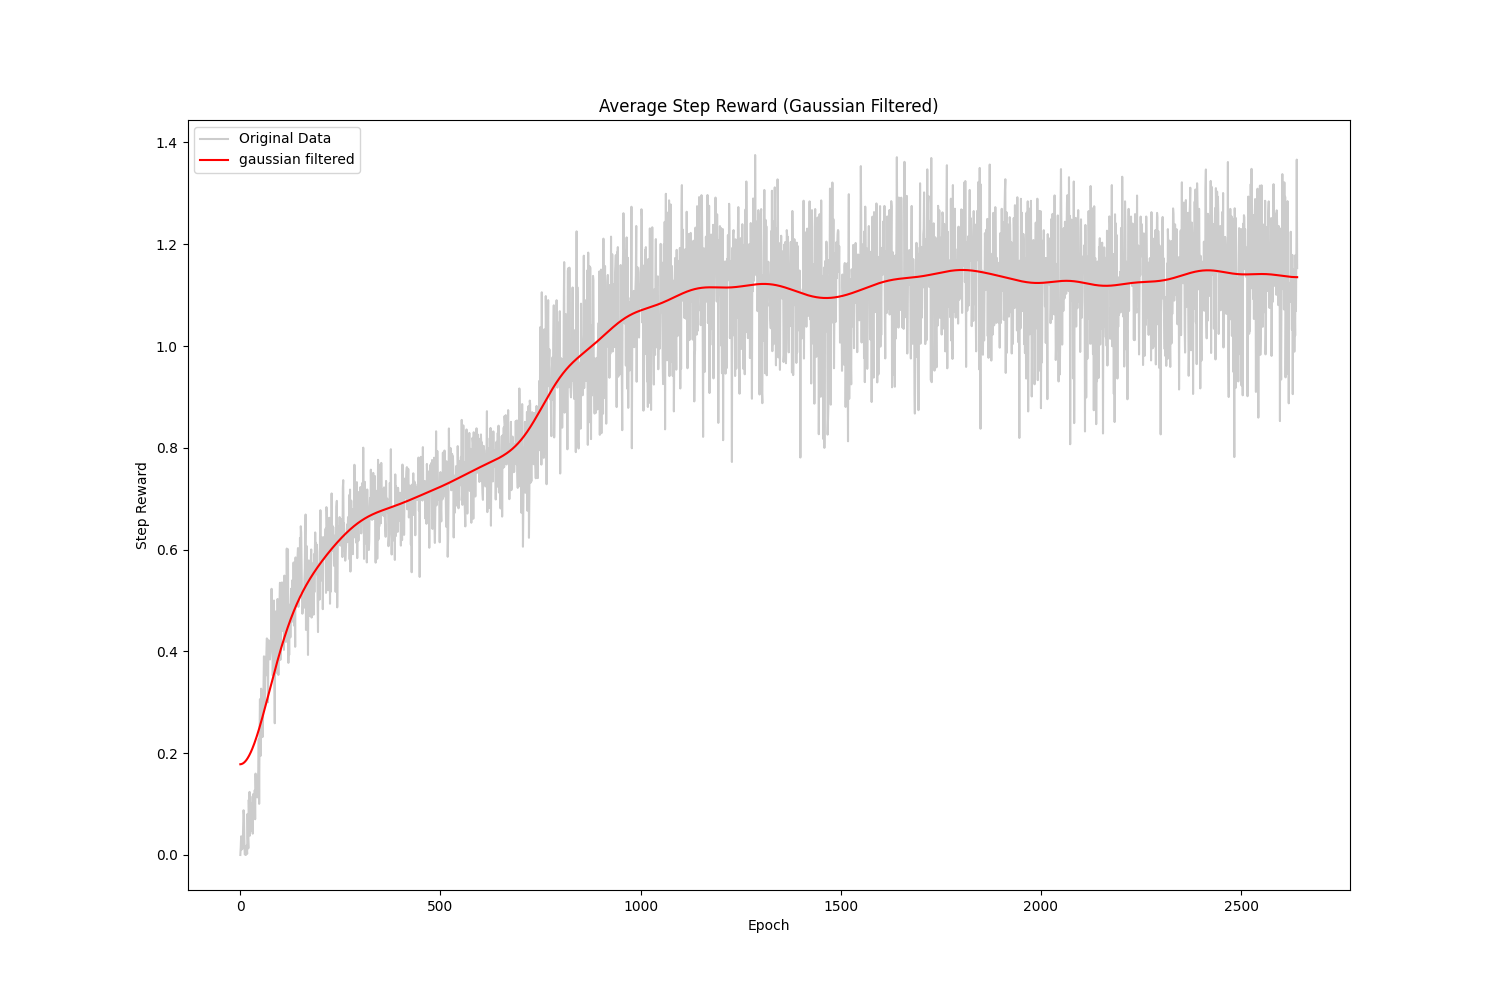 Average Step Reward (Gaussian Filtered)
Original Data
gaussian filtered
1.4
1.2
1.0
0.8
0.6
0.4
0.2
0.0
Step Reward
0
500
1000
1500
2000
2500
Epoch